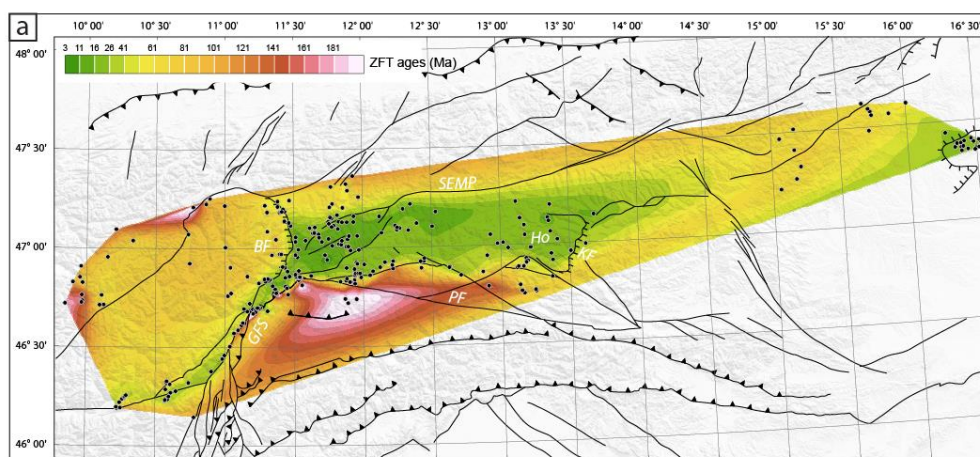 a
10° 00' 10° 30' 11° 00' 11° 30' 12° 00' 12° 30' 13° 00' 13° 30' 14° 00' 14° 30' 15° 00' 15° 30' 16° 00' 16° 30'
3 11 16 26 41 61 81 101 121 141 161 181
ZFT ages (Ma)
48° 00'
47° 30'
SEMP
47° 00'
BF
Ho
KF
PF
GFS
46° 30'
46° 00'